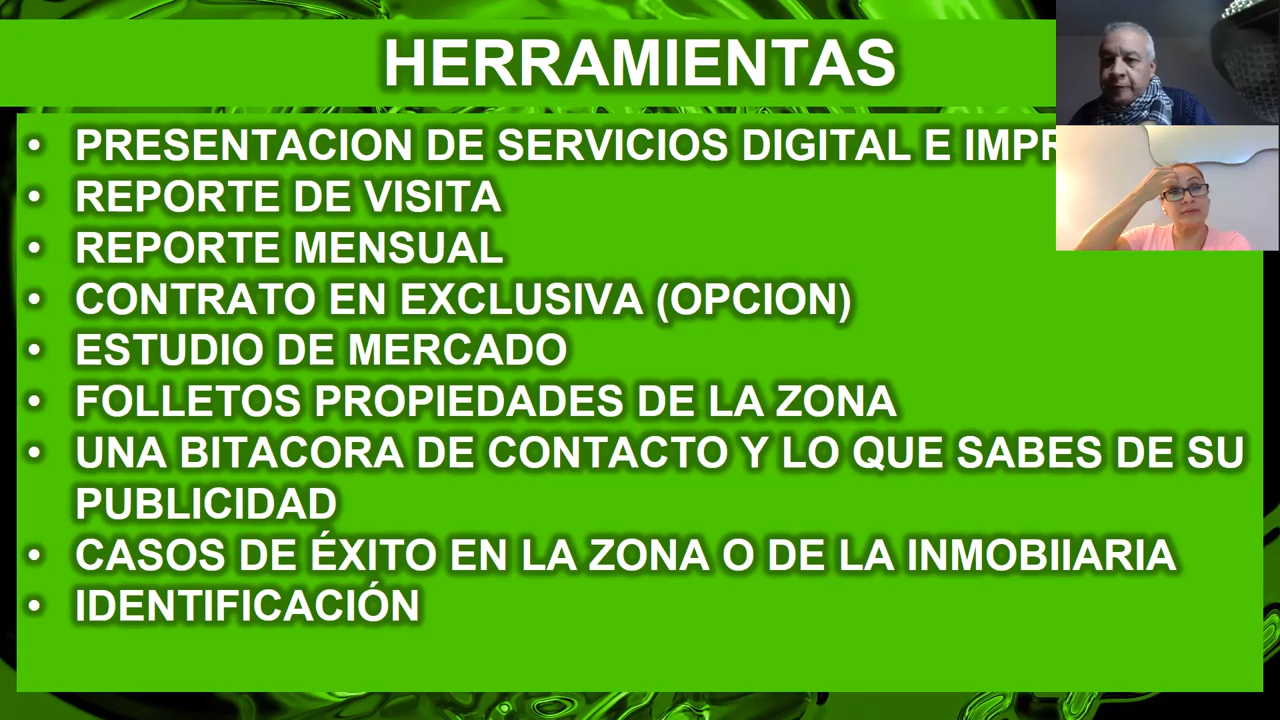 HERRAMIENTAS
• PRESENTACION DE SERVICIOS DIGITAL E
• REPORTE DE VISITA
• REPORTE MENSUAL
• CONTRATO EN EXCLUSIVA (OPCION)
• ESTUDIO DE MERCADO
• FOLLETOS PROPIEDADES DE LA ZONA
• UNA BITACORA DE CONTACTO Y LO QUE SABES DE SU
PUBLICIDAD
• CASOS DE ÉXITO EN LA ZONA O DE LA INMOBIIARIA
• IDENTIFICACIÓN